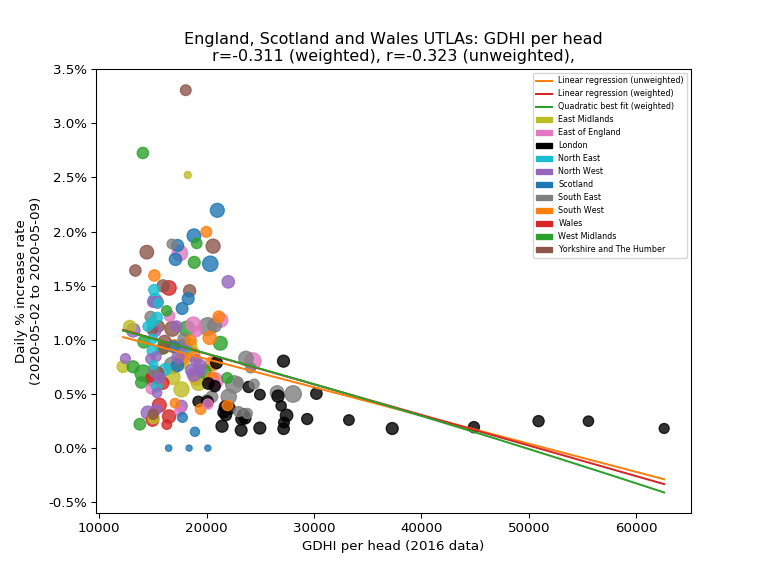 England, Scotland and Wales UTLAs: GDHI per head
r=-0.311 (weighted), r=-0.323 (unweighted),
3.5%
3.0%
2.5%
2.0%
1.5%
1.0%
0.5%
0.0%
-0.5%
Daily % increase rate
(2020-05-02 to 2020-05-09)
Linear regression (unweighted)
Linear regression (weighted)
Quadratic best fit (weighted)
East Midlands
East of England
London
North East
North West
Scotland
South East
South West
Wales
West Midlands
Yorkshire and The Humber
10000 20000 30000 40000 50000 60000
GDHI per head (2016 data)